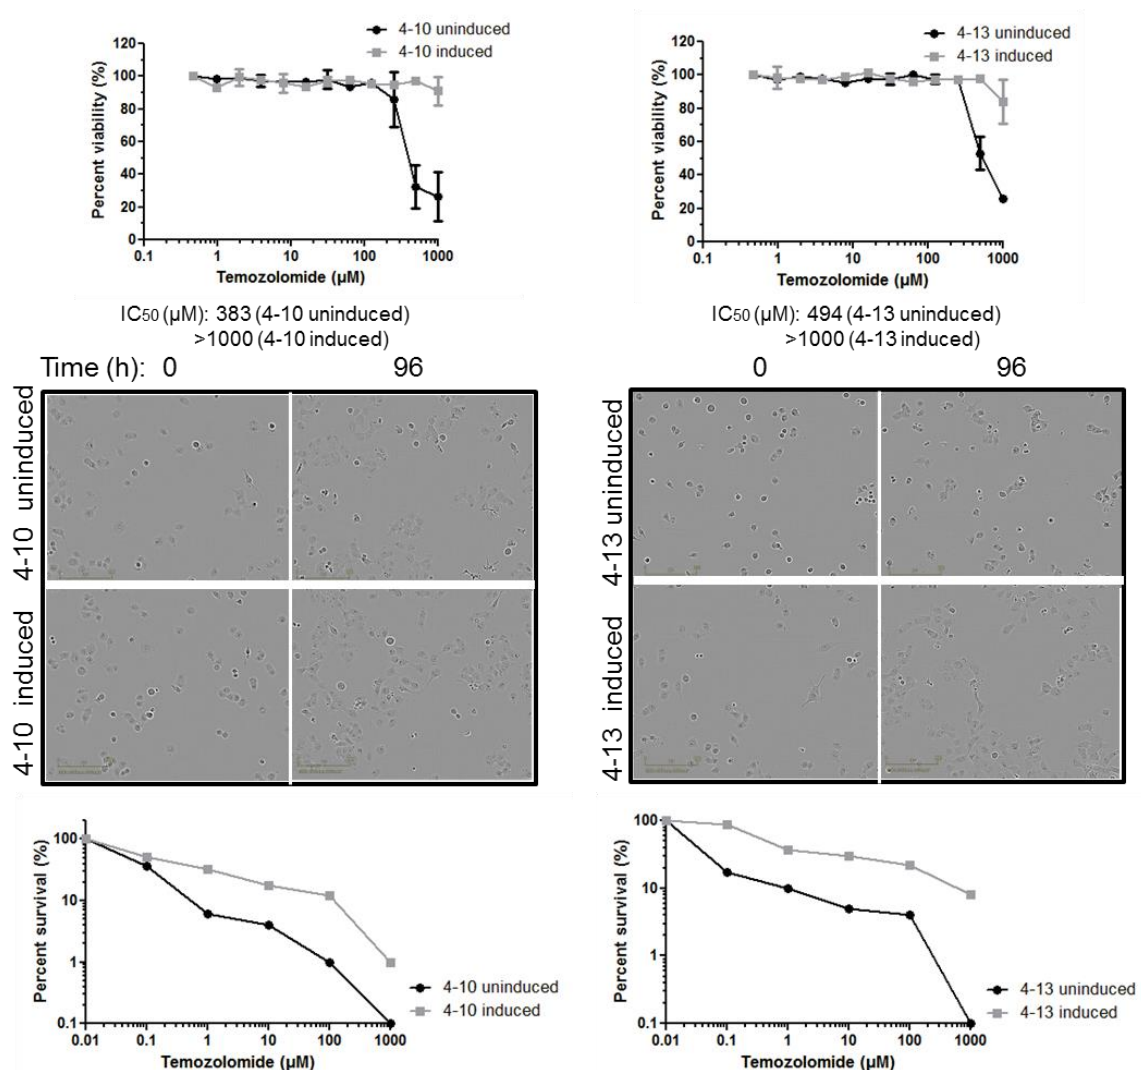 4-10 uninduced
4-10 induced
Percent viability (%)
120
100
80
60
40
20
0
0.1 1 10 100 1000
Temozolomide (µM)
IC50 (µM): 383 (4-10 uninduced)
>1000 (4-10 induced)
4-13 uninduced
4-13 induced
Percent viability (%)
120
100
80
60
40
20
0
0.1 1 10 100 1000
Temozolomide (µM)
IC50 (µM): 494 (4-13 uninduced)
>1000 (4-13 induced)
Time (h): 0 96
4-10 uninduced
4-10 induced
0 96
4-13 uninduced
4-13 induced
Percent survival (%)
100
10
1
0.1
0.01 0.1 1 10 100 1000
Temozolomide (µM)
4-10 uninduced
4-10 induced
Percent survival (%)
100
10
1
0.1
0.01 0.1 1 10 100 1000
Temozolomide (µM)
4-13 uninduced
4-13 induced